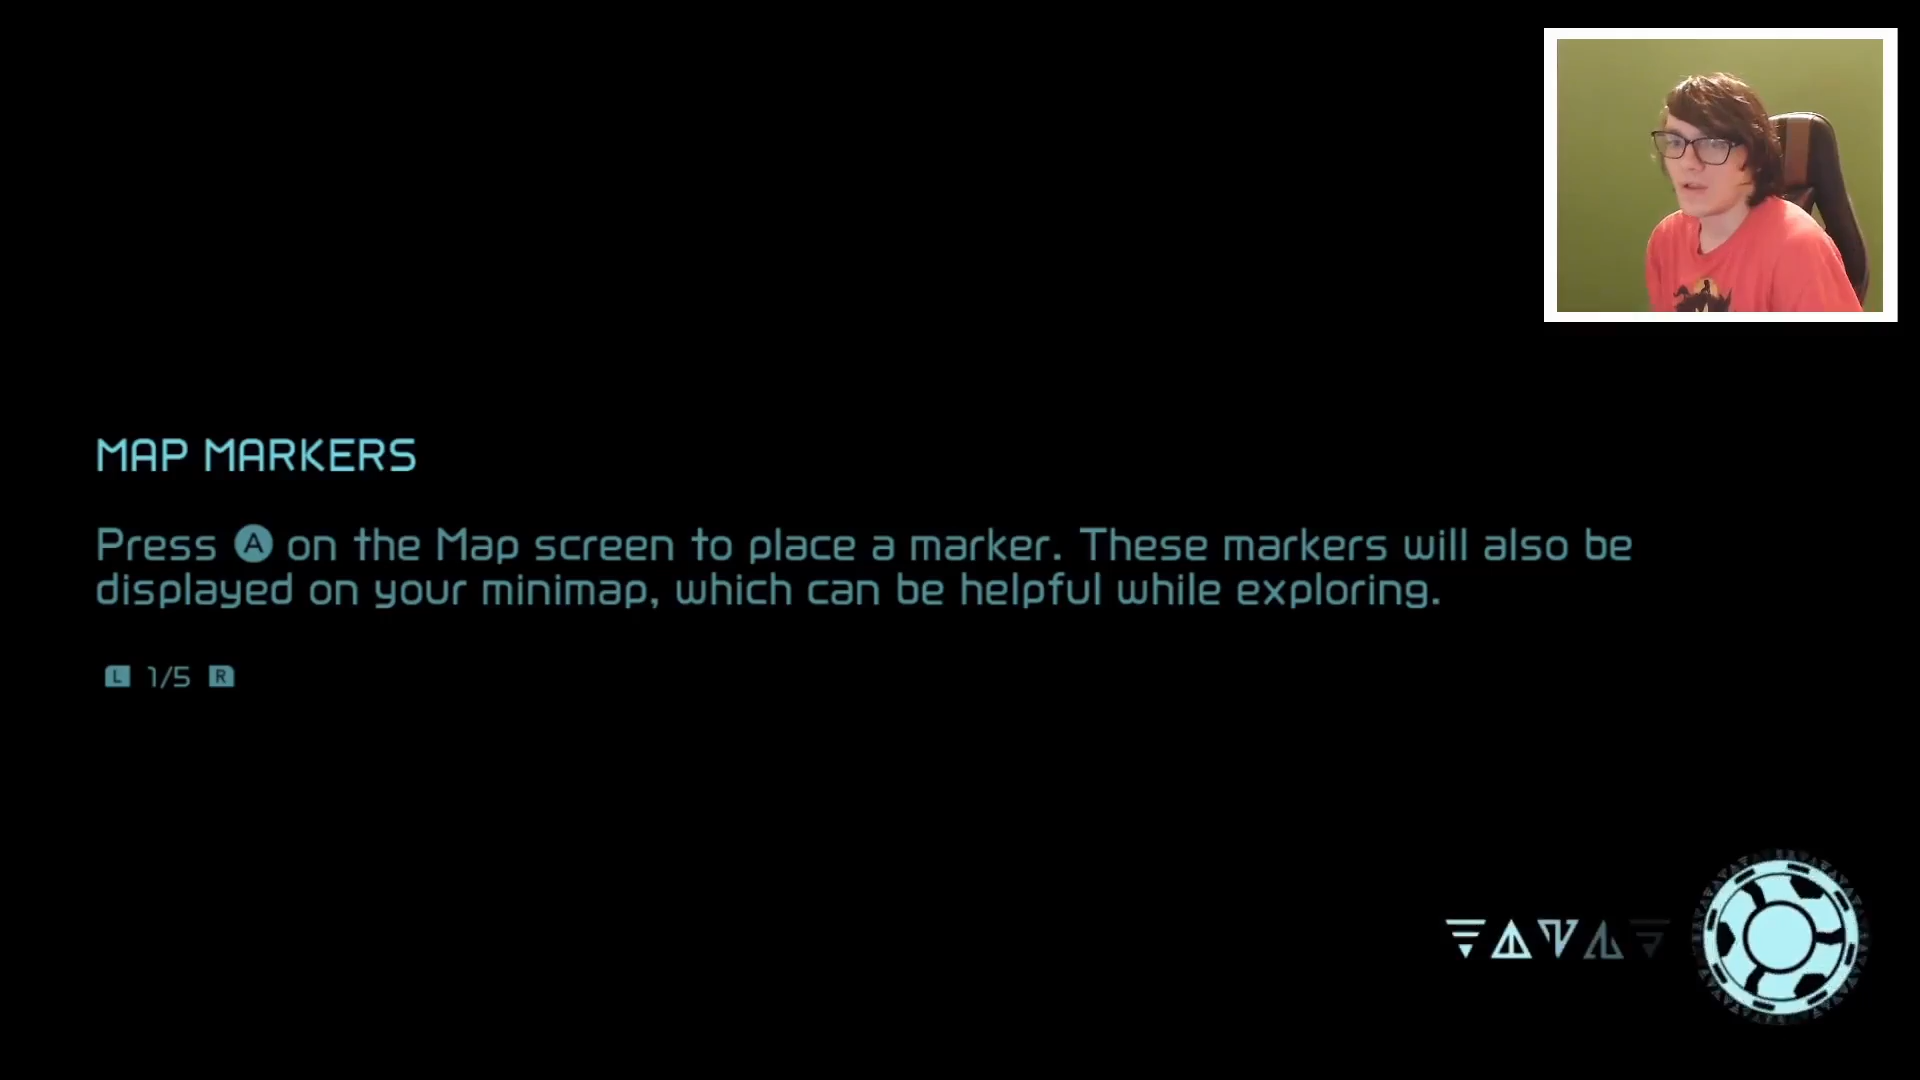 MAP MARKERS
Press A on the Map screen to place a marker. These markers will also be
displayed on your minimap, which can be helpful while exploring.
L 1/5 R